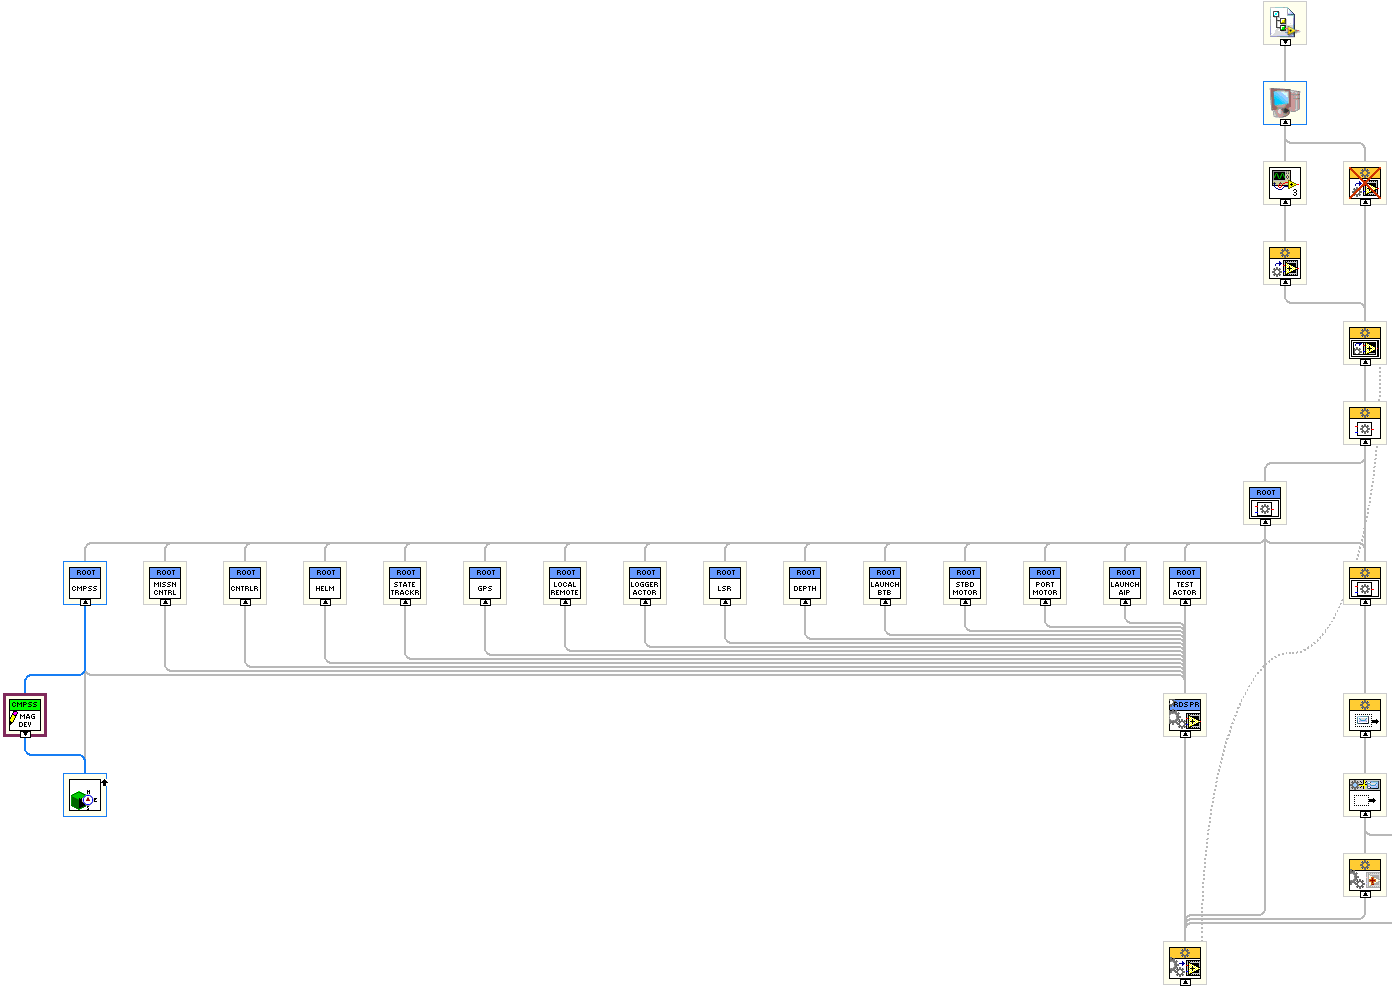 3
ROOT
ROOT
CMPSS
ROOT
MISSN
CNTRL
ROOT
CNTRLR
ROOT
HELM
ROOT
STATE
TRACKR
ROOT
GPS
ROOT
LOCAL
REMOTE
ROOT
LOGGER
ACTOR
ROOT
LSR
ROOT
DEPTH
ROOT
LAUNCH
BTB
ROOT
STBD
MOTOR
ROOT
PORT
MOTOR
ROOT
LAUNCH
AIP
ROOT
TEST
ACTOR
CMPSS
MAG
DEV
RDSPR
N
E
S